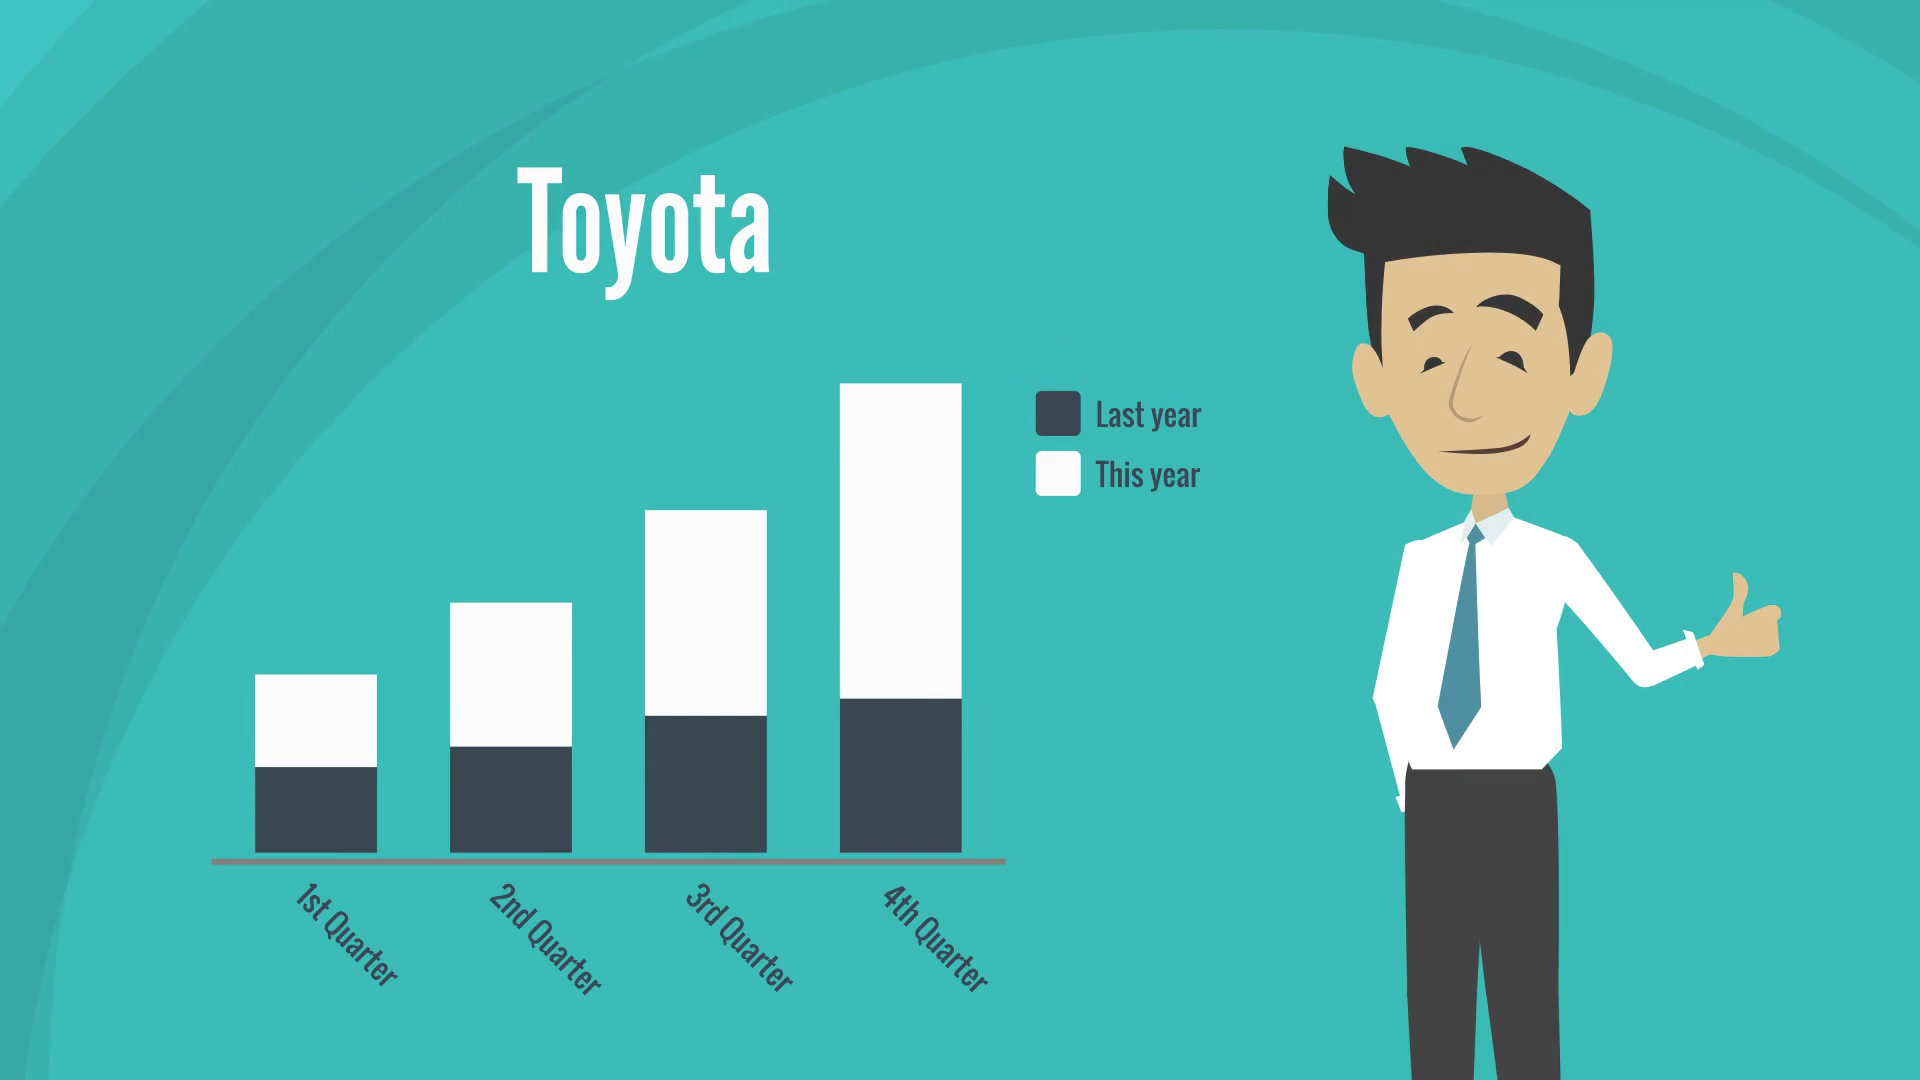 Toyota
Last year
This year
1st Quarter
2nd Quarter
3rd Quarter
4th Quarter